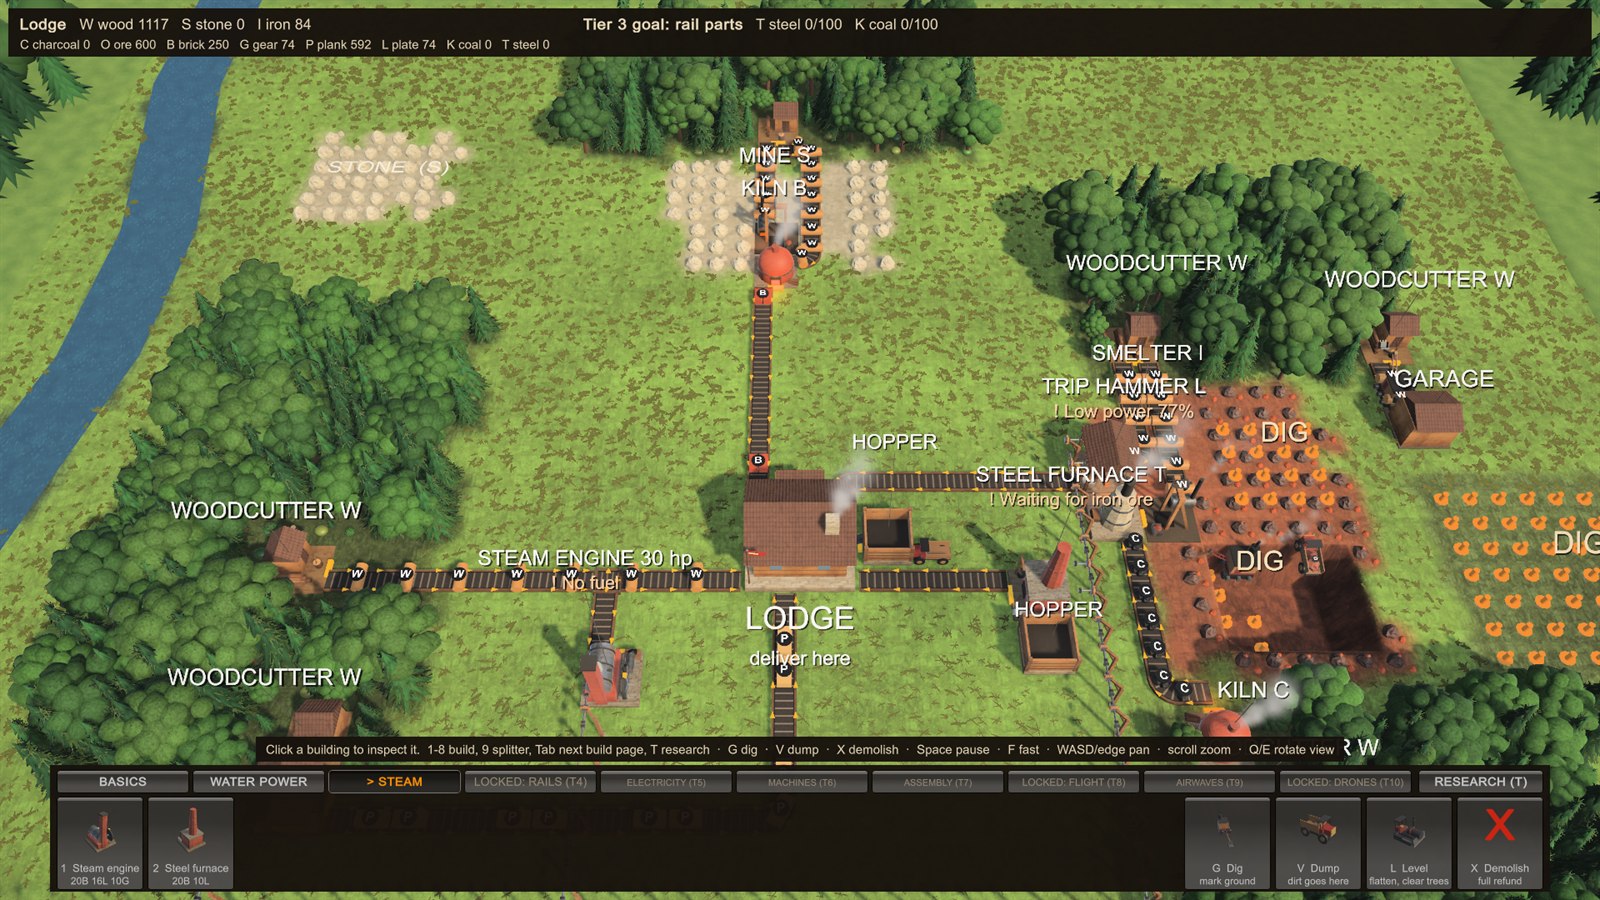 Lodge W wood 1117 S stone 0 I iron 84
Tier 3 goal: rail parts T steel 0/100 K coal 0/100
C charcoal 0 O ore 600 B brick 250 G gear 74 P plank 592 L plate 74 K coal 0 T steel 0
STONE (S)
MINE S
KILN B
WOODCUTTER W
WOODCUTTER W
SMELTER I
GARAGE
TRIP HAMMER L
! Low power 77%
DIG
HOPPER
STEEL FURNACE T
! Waiting for iron ore
WOODCUTTER W
DIG
STEAM ENGINE 30 hp
! No fuel
DIG
HOPPER
LODGE
deliver here
WOODCUTTER W
KILN C
R W
Click a building to inspect it. 1-8 build, 9 splitter, Tab next build page, T research · G dig · V dump · X demolish · Space pause · F fast · WASD/edge pan · scroll zoom · Q/E rotate view
BASICS
WATER POWER
> STEAM
LOCKED: RAILS (T4)
ELECTRICITY (T5)
MACHINES (T6)
ASSEMBLY (T7)
LOCKED: FLIGHT (T8)
AIRWAVES (T9)
LOCKED: DRONES (T10)
RESEARCH (T)
1 Steam engine
20B 16L 10G
2 Steel furnace
20B 10L
G Dig
mark ground
V Dump
dirt goes here
L Level
flatten, clear trees
X Demolish
full refund